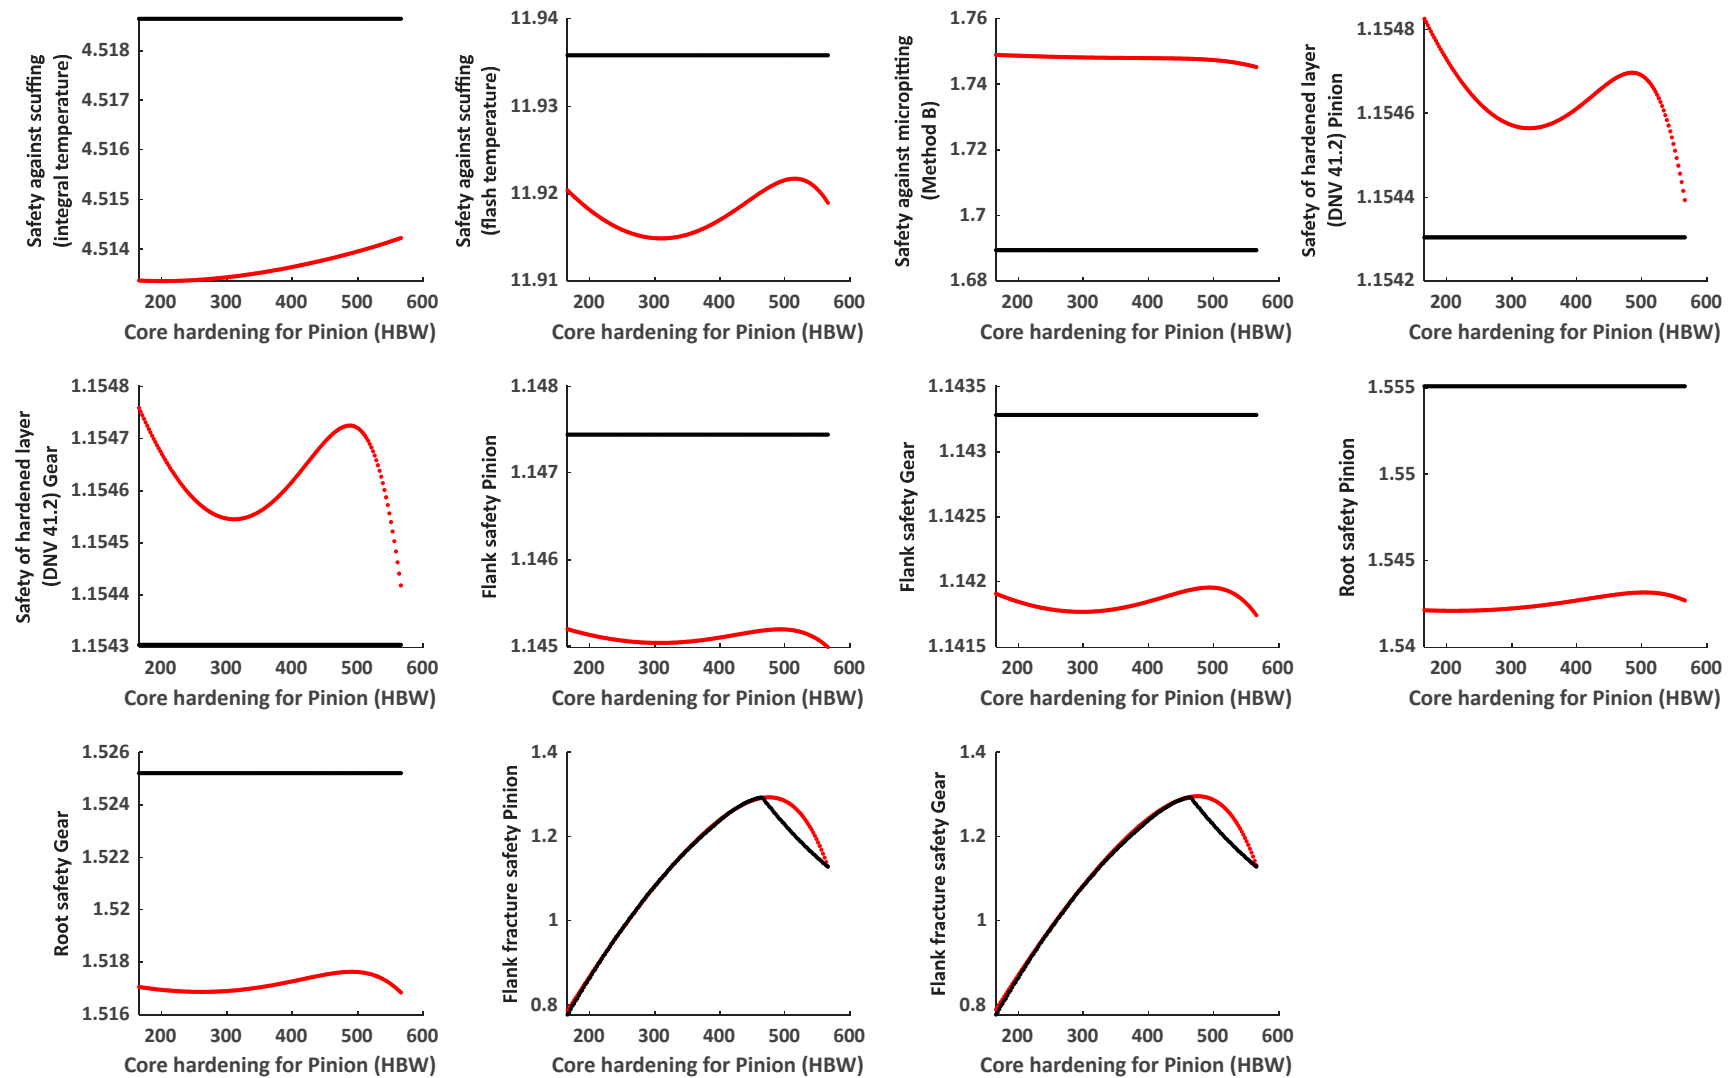 Safety against scuffing
(integral temperature)
4.518
4.517
4.516
4.515
4.514
200 300 400 500 600
Core hardening for Pinion (HBW)
Safety against scuffing
(flash temperature)
11.94
11.93
11.92
11.91
200 300 400 500 600
Core hardening for Pinion (HBW)
Safety against micropitting
(Method B)
1.76
1.74
1.72
1.7
1.68
200 300 400 500 600
Core hardening for Pinion (HBW)
Safety of hardened layer
(DNV 41.2) Pinion
1.1548
1.1546
1.1544
1.1542
200 300 400 500 600
Core hardening for Pinion (HBW)
Safety of hardened layer
(DNV 41.2) Gear
1.1548
1.1547
1.1546
1.1545
1.1544
1.1543
200 300 400 500 600
Core hardening for Pinion (HBW)
Flank safety Pinion
1.148
1.147
1.146
1.145
200 300 400 500 600
Core hardening for Pinion (HBW)
Flank safety Gear
1.1435
1.143
1.1425
1.142
1.1415
200 300 400 500 600
Core hardening for Pinion (HBW)
Root safety Pinion
1.555
1.55
1.545
1.54
200 300 400 500 600
Core hardening for Pinion (HBW)
Root safety Gear
1.526
1.524
1.522
1.52
1.518
1.516
200 300 400 500 600
Core hardening for Pinion (HBW)
Flank fracture safety Pinion
1.4
1.2
1
0.8
200 300 400 500 600
Core hardening for Pinion (HBW)
Flank fracture safety Gear
1.4
1.2
1
0.8
200 300 400 500 600
Core hardening for Pinion (HBW)